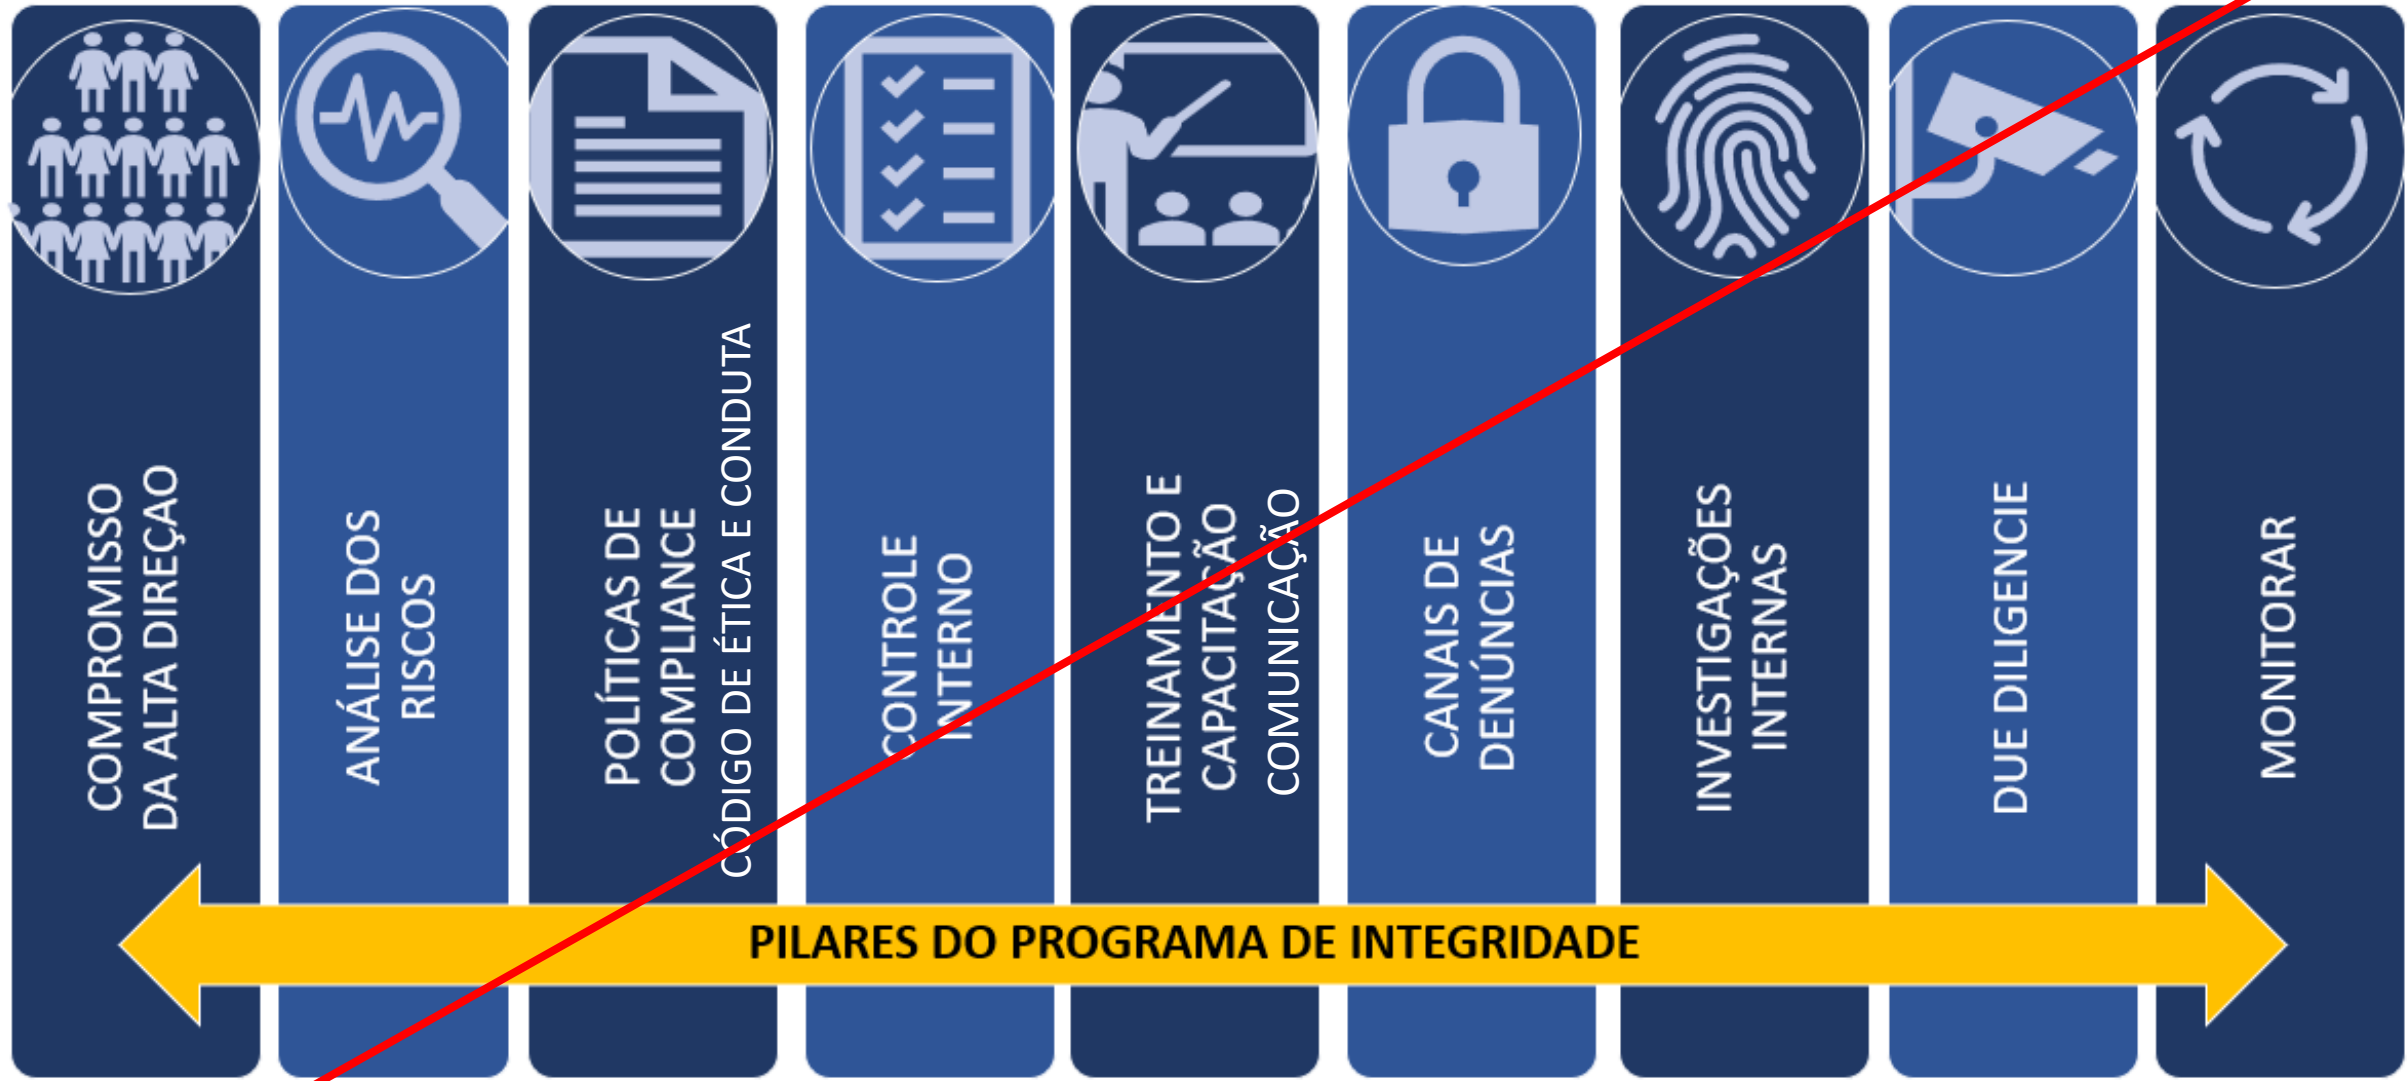 COMPROMISSO
DA ALTA DIREÇAO
ANÁLISE DOS
RISCOS
POLÍTICAS DE
COMPLIANCE
CÓDIGO DE ÉTICA E CONDUTA
CONTROLE
INTERNO
TREINAMENTO E
CAPACITAÇÃO
COMUNICAÇÃO
CANAIS DE
DENÚNCIAS
INVESTIGAÇÕES
INTERNAS
DUE DILIGENCIE
MONITORAR
PILARES DO PROGRAMA DE INTEGRIDADE